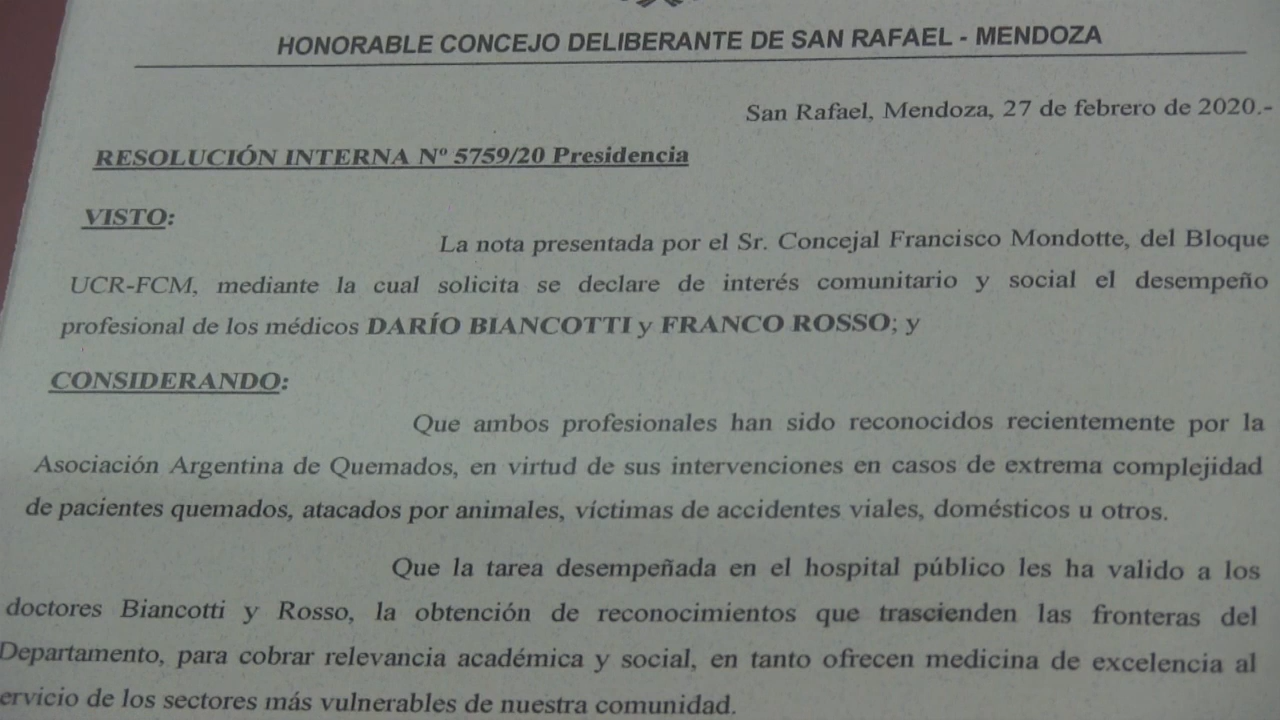 HONORABLE CONCEJO DELIBERANTE DE SAN RAFAEL - MENDOZA
San Rafael, Mendoza, 27 de febrero de 2020.-
RESOLUCIÓN INTERNA Nº 5759/20 Presidencia
VISTO:
La nota presentada por el Sr. Concejal Francisco Mondotte, del Bloque
UCR-FCM, mediante la cual solicita se declare de interés comunitario y social el desempeño
profesional de los médicos DARÍO BIANCOTTI y FRANCO ROSSO; y
CONSIDERANDO:
Que ambos profesionales han sido reconocidos recientemente por la
Asociación Argentina de Quemados, en virtud de sus intervenciones en casos de extrema complejidad
de pacientes quemados, atacados por animales, víctimas de accidentes viales, domésticos u otros.
Que la tarea desempeñada en el hospital público les ha valido a los
doctores Biancotti y Rosso, la obtención de reconocimientos que trascienden las fronteras del
Departamento, para cobrar relevancia académica y social, en tanto ofrecen medicina de excelencia al
ervicio de los sectores más vulnerables de nuestra comunidad.